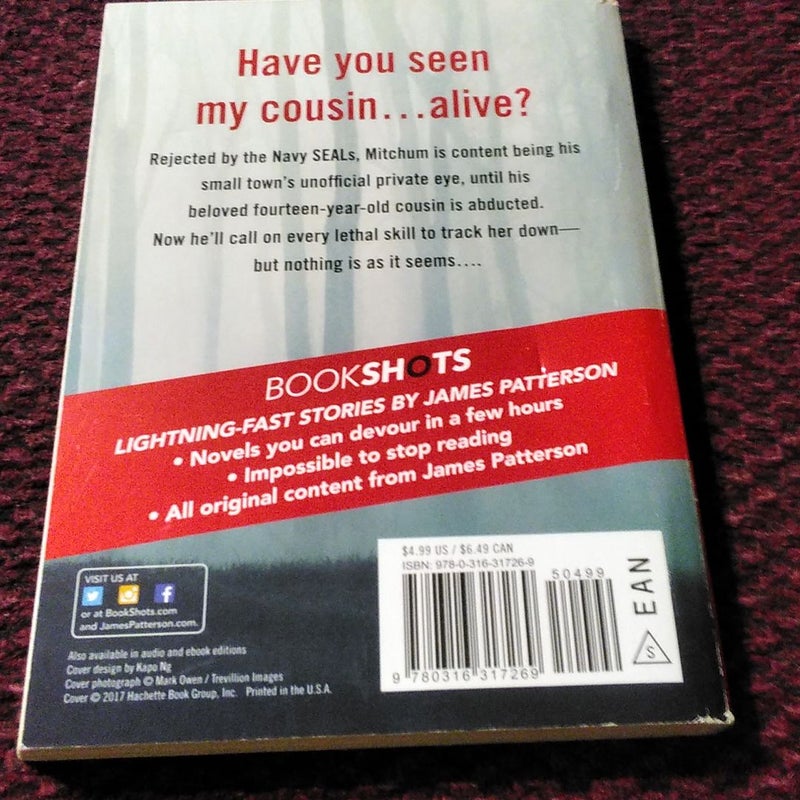 Have you seen
my cousin...alive?
Rejected by the Navy SEALs, Mitchum is content being his
small town's unofficial private eye, until his
beloved fourteen-year-old cousin is abducted.
Now he'll call on every lethal skill to track her down—
but nothing is as it seems....
BOOKSHOTS
LIGHTNING-FAST STORIES BY JAMES PATTERSON
• Novels you can devour in a few hours
• Impossible to stop reading
• All original content from James Patterson
VISIT US AT
or at BookShots.com
and JamesPatterson.com.
Also available in audio and ebook editions
Cover design by Kapo Ng
Cover photograph © Mark Owen / Trevillion Images
Cover © 2017 Hachette Book Group, Inc. Printed in the U.S.A.
$4.99 US / $6.49 CAN
ISBN: 978-0-316-31726-9
50499
9 780316 317269
EAN
S